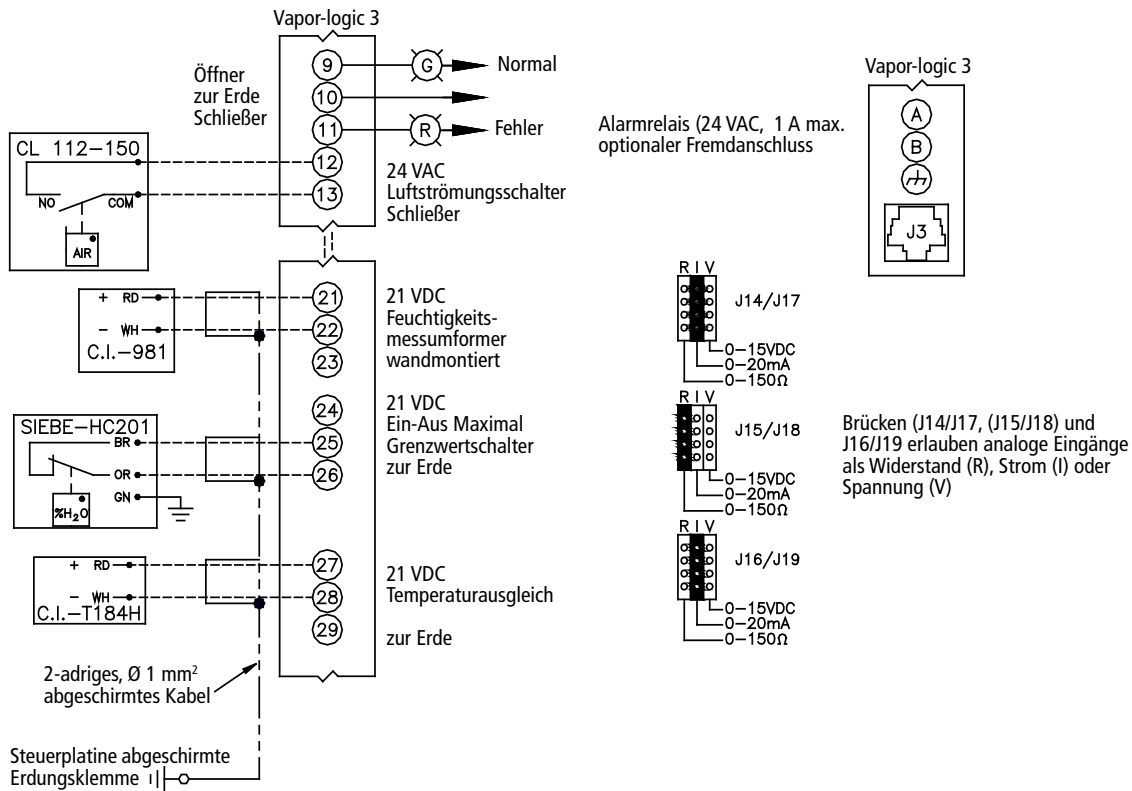 Vapor-logic 3
Öffner
zur Erde
Schließer
9
G
Normal
10
11
R
Fehler
12
13
24 VAC
Luftströmungsschalter
Schließer
CL 112-150
NO
COM
AIR
Alarmrelais (24 VAC, 1 A max.
optionaler Fremdanschluss
Vapor-logic 3
A
B
J3
+ RD
- WH
C.I.-981
21
22
23
21 VDC
Feuchtigkeits-
messumformer
wandmontiert
R I V
J14/J17
0-15VDC
0-20mA
0-150Ω
SIEBE-HC201
BR
OR
GN
%H₂O
24
25
26
21 VDC
Ein-Aus Maximal
Grenzwertschalter
zur Erde
R I V
J15/J18
0-15VDC
0-20mA
0-150Ω
Brücken (J14/J17, (J15/J18) und
J16/J19 erlauben analoge Eingänge
als Widerstand (R), Strom (I) oder
Spannung (V)
+ RD
- WH
C.I.-T184H
27
28
29
21 VDC
Temperaturausgleich
zur Erde
R I V
J16/J19
0-15VDC
0-20mA
0-150Ω
2-adriges, Ø 1 mm²
abgeschirmtes Kabel
Steuerplatine abgeschirmte
Erdungsklemme